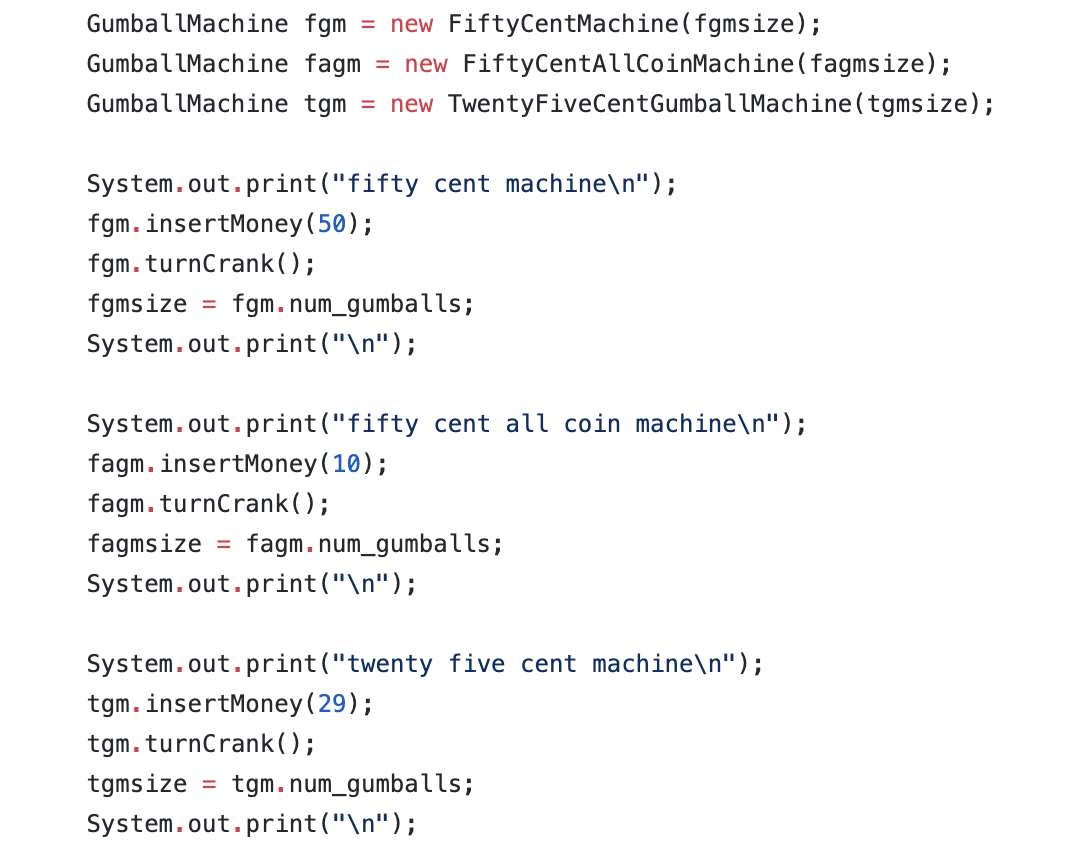 GumballMachine fgm = new FiftyCentMachine(fgmsize);
GumballMachine fagm = new FiftyCentAllCoinMachine(fagmsize);
GumballMachine tgm = new TwentyFiveCentGumballMachine(tgmsize);
System.out.print("fifty cent machine\n");
fgm.insertMoney(50);
fgm.turnCrank();
fgmsize = fgm.num_gumballs;
System.out.print("\n");
System.out.print("fifty cent all coin machine\n");
fagm.insertMoney(10);
fagm.turnCrank();
fagmsize = fagm.num_gumballs;
System.out.print("\n");
System.out.print("twenty five cent machine\n");
tgm.insertMoney(29);
tgm.turnCrank();
tgmsize = tgm.num_gumballs;
System.out.print("\n");